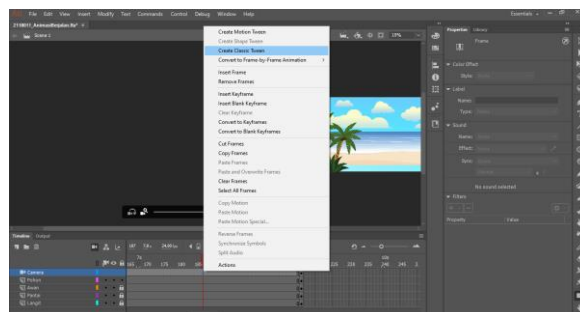 File Edit View Insert Modify Text Commands Control Debug Window Help
Essentials
Scene 1
Create Motion Tween
Create Shape Tween
Create Classic Tween
Convert to Frame-by-Frame Animation
Insert Frame
Remove Frames
Insert Keyframe
Insert Blank Keyframe
Clear Keyframe
Convert to Keyframes
Convert to Blank Keyframes
Cut Frames
Copy Frames
Paste Frames
Paste and Overwrite Frames
Clear Frames
Select All Frames
Copy Motion
Paste Motion
Paste Motion Special...
Reverse Frames
Synchronize Symbols
Split Audio
Actions
Properties Library
Frame
Color Effect
Style:
Label
Name:
Type:
Sound
Name:
Effect:
Sync:
No sound selected
Filters
Property Value
Timeline Output
Camera
Pohon
Awan
Pantai
Langit